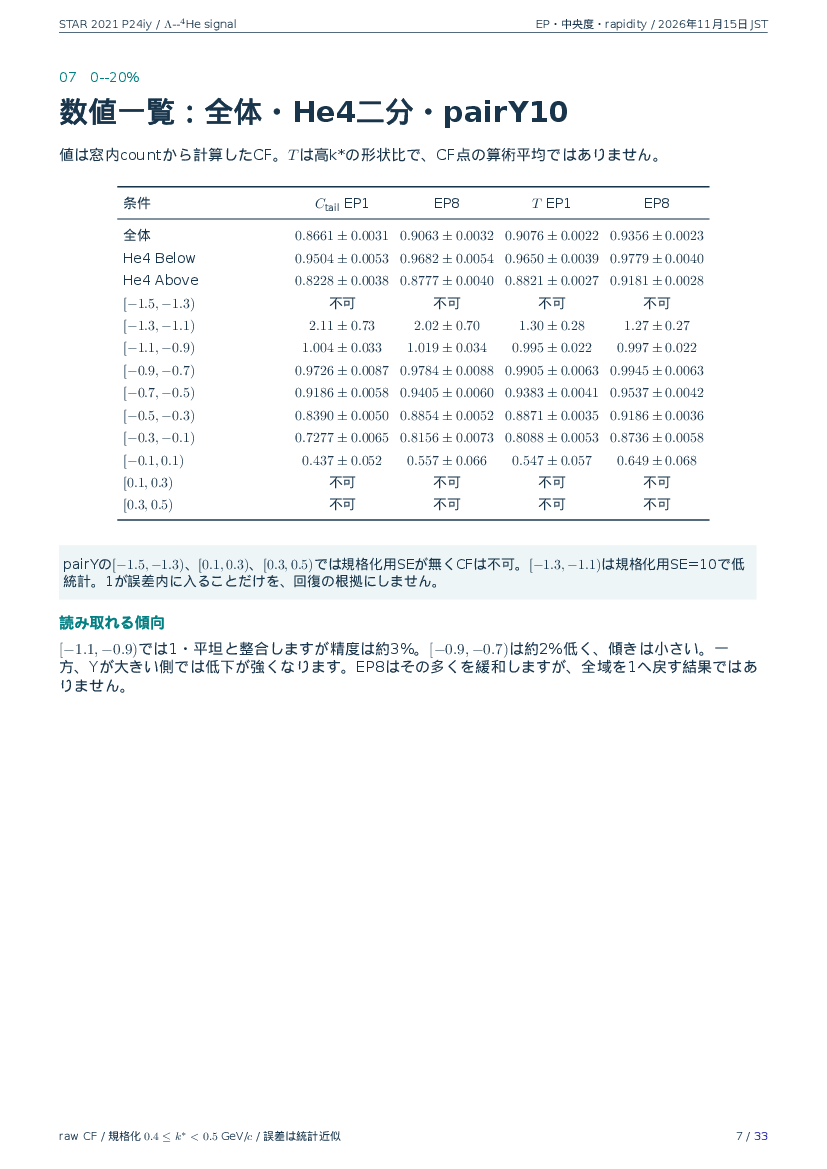 STAR 2021 P24iy / Λ--⁴He signal EP・中央度・rapidity / 2026年11月15日 JST
07 0--20%
数値一覧：全体・He4二分・pairY10
値は窓内countから計算したCF。Tは高k*の形状比で、CF点の算術平均ではありません。
条件 C_tail EP1 EP8 T EP1 EP8
全体 0.8661 ± 0.0031 0.9063 ± 0.0032 0.9076 ± 0.0022 0.9356 ± 0.0023
He4 Below 0.9504 ± 0.0053 0.9682 ± 0.0054 0.9650 ± 0.0039 0.9779 ± 0.0040
He4 Above 0.8228 ± 0.0038 0.8777 ± 0.0040 0.8821 ± 0.0027 0.9181 ± 0.0028
[−1.5, −1.3) 不可 不可 不可 不可
[−1.3, −1.1) 2.11 ± 0.73 2.02 ± 0.70 1.30 ± 0.28 1.27 ± 0.27
[−1.1, −0.9) 1.004 ± 0.033 1.019 ± 0.034 0.995 ± 0.022 0.997 ± 0.022
[−0.9, −0.7) 0.9726 ± 0.0087 0.9784 ± 0.0088 0.9905 ± 0.0063 0.9945 ± 0.0063
[−0.7, −0.5) 0.9186 ± 0.0058 0.9405 ± 0.0060 0.9383 ± 0.0041 0.9537 ± 0.0042
[−0.5, −0.3) 0.8390 ± 0.0050 0.8854 ± 0.0052 0.8871 ± 0.0035 0.9186 ± 0.0036
[−0.3, −0.1) 0.7277 ± 0.0065 0.8156 ± 0.0073 0.8088 ± 0.0053 0.8736 ± 0.0058
[−0.1, 0.1) 0.437 ± 0.052 0.557 ± 0.066 0.547 ± 0.057 0.649 ± 0.068
[0.1, 0.3) 不可 不可 不可 不可
[0.3, 0.5) 不可 不可 不可 不可
pairYの[−1.5, −1.3)、[0.1, 0.3)、[0.3, 0.5)では規格化用SEが無くCFは不可。[−1.3, −1.1)は規格化用SE=10で低
統計。1が誤差内に入ることだけを、回復の根拠にしません。
読み取れる傾向
[−1.1, −0.9)では1・平坦と整合しますが精度は約3%。[−0.9, −0.7)は約2%低く、傾きは小さい。一
方、Yが大きい側では低下が強くなります。EP8はその多くを緩和しますが、全域を1へ戻す結果ではあ
りません。
raw CF / 規格化 0.4 ≤ k* < 0.5 GeV/c / 誤差は統計近似 7 / 33